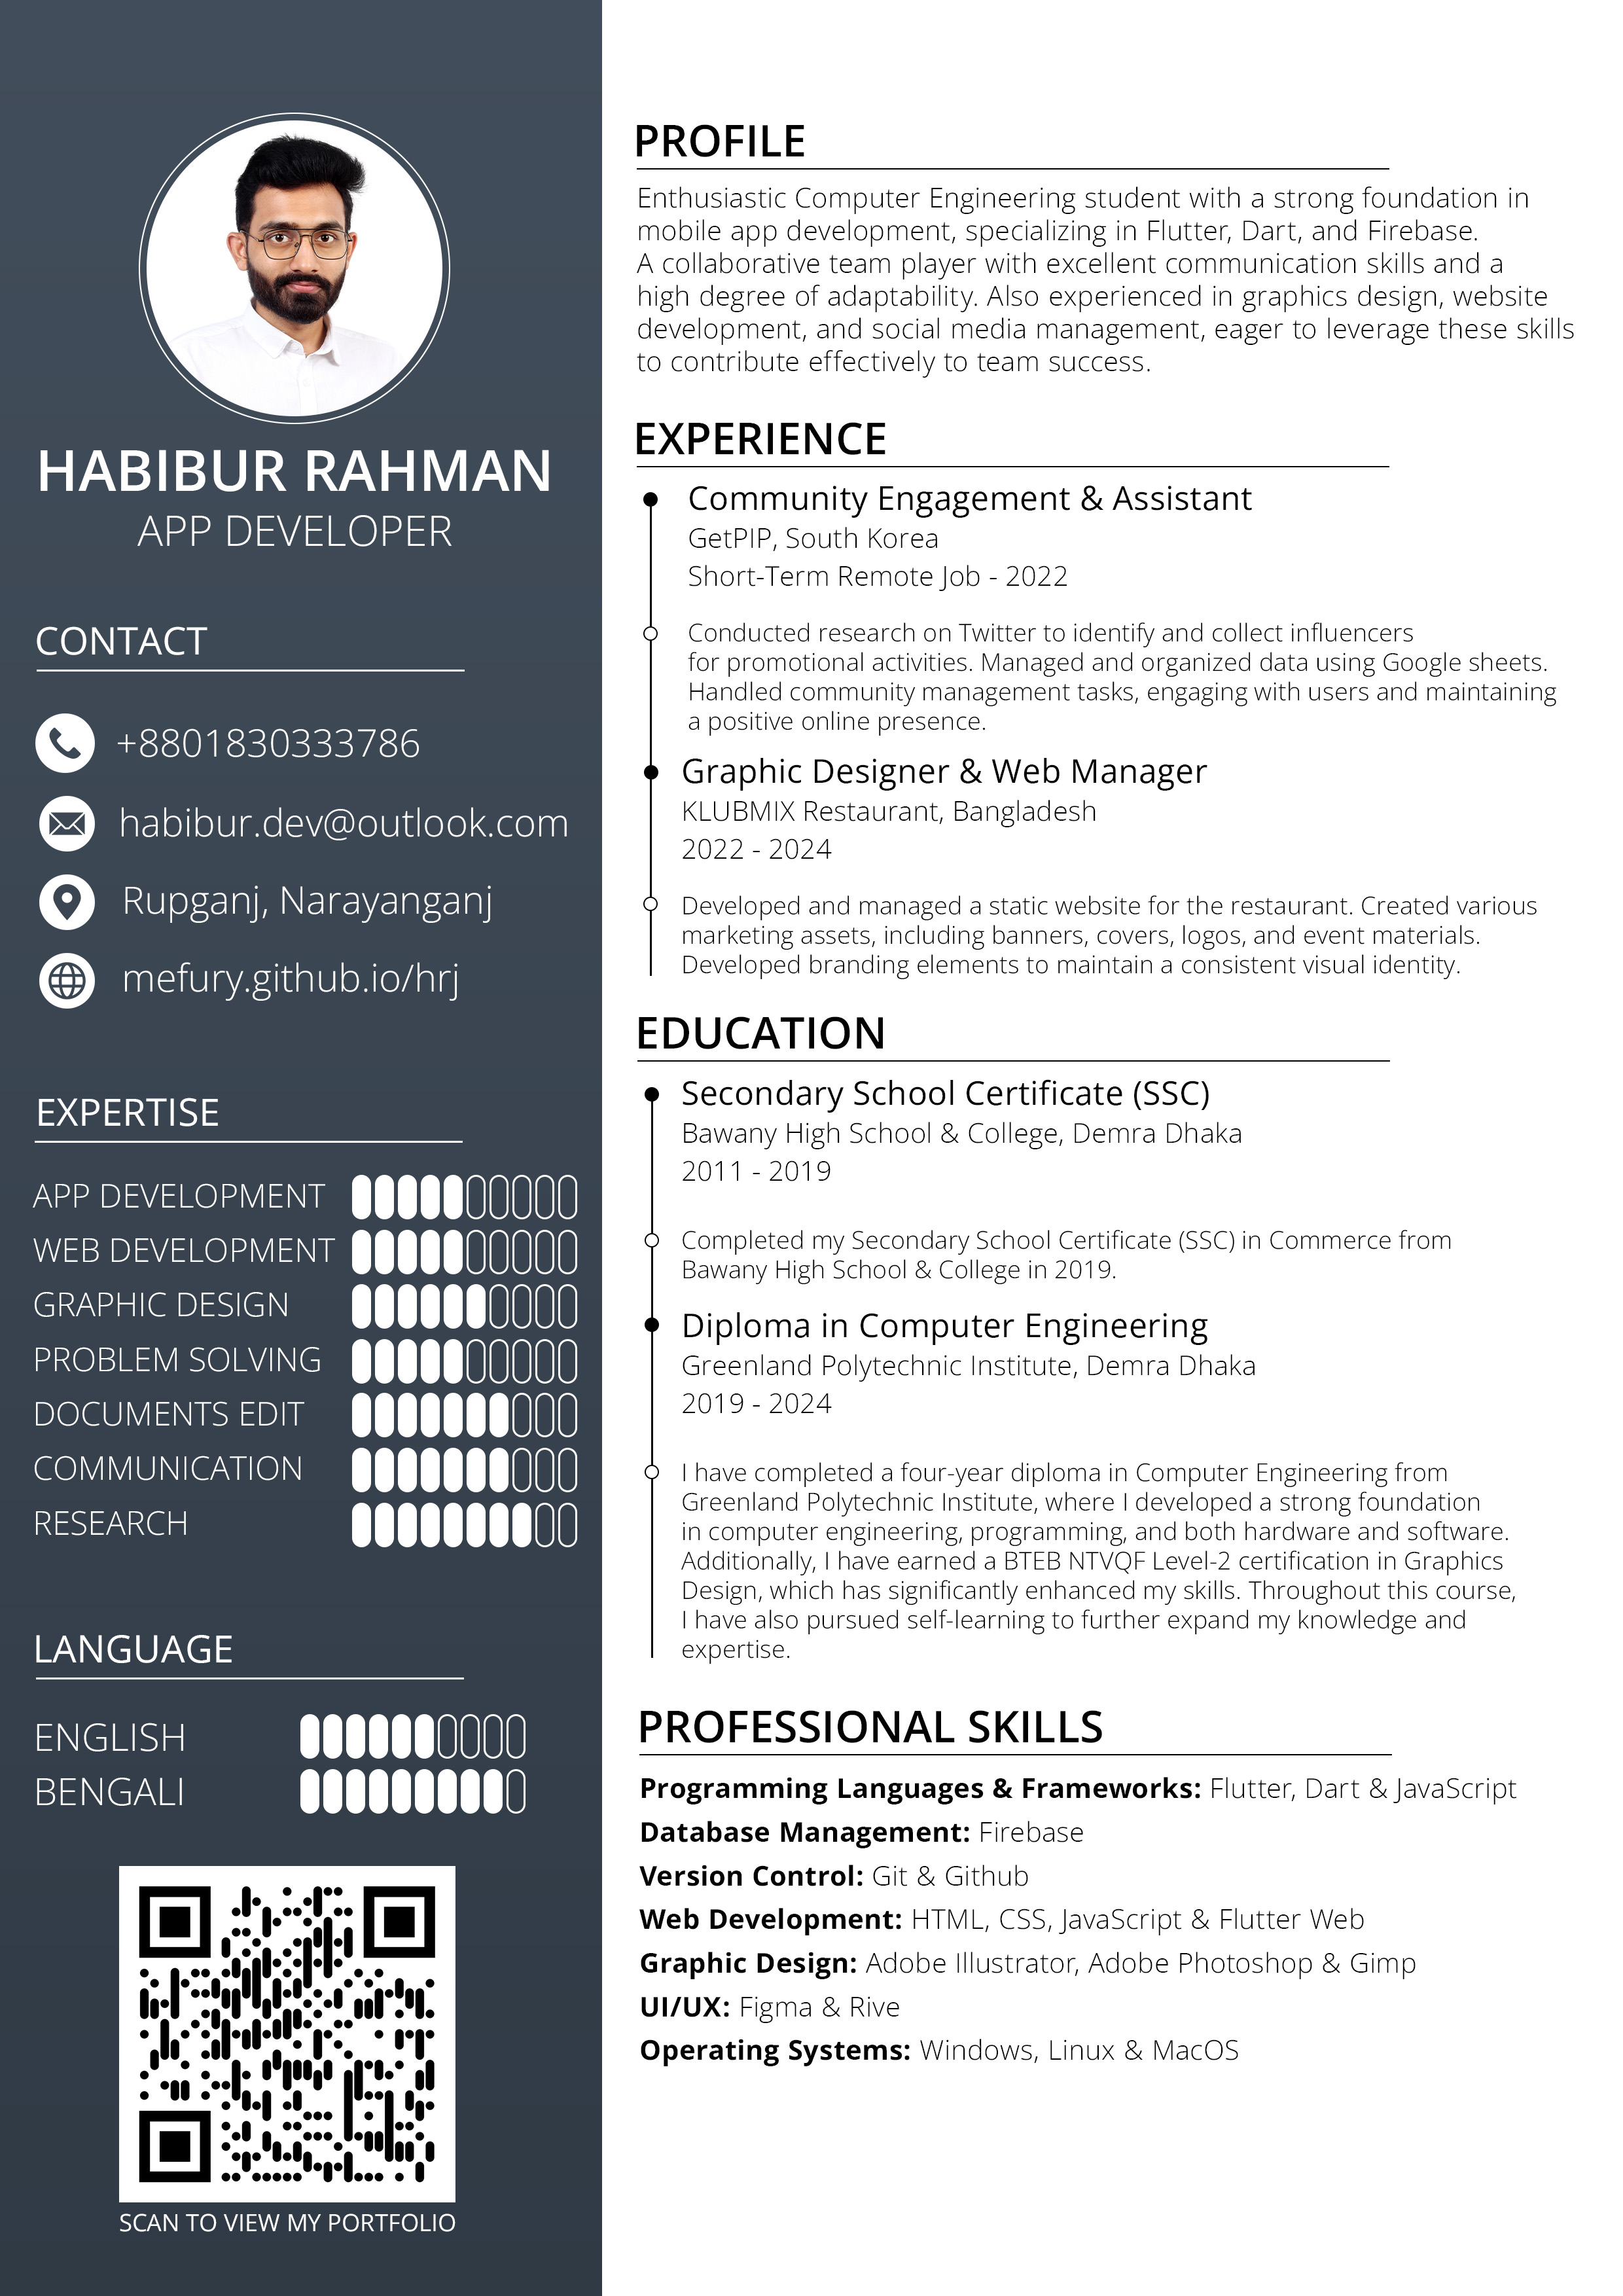 HABIBUR RAHMAN
APP DEVELOPER
CONTACT
+8801830333786
habibur.dev@outlook.com
Rupganj, Narayanganj
mefury.github.io/hrj
EXPERTISE
APP DEVELOPMENT
WEB DEVELOPMENT
GRAPHIC DESIGN
PROBLEM SOLVING
DOCUMENTS EDIT
COMMUNICATION
RESEARCH
LANGUAGE
ENGLISH
BENGALI
SCAN TO VIEW MY PORTFOLIO
PROFILE
Enthusiastic Computer Engineering student with a strong foundation in
mobile app development, specializing in Flutter, Dart, and Firebase.
A collaborative team player with excellent communication skills and a
high degree of adaptability. Also experienced in graphics design, website
development, and social media management, eager to leverage these skills
to contribute effectively to team success.
EXPERIENCE
Community Engagement & Assistant
GetPIP, South Korea
Short-Term Remote Job - 2022
Conducted research on Twitter to identify and collect influencers
for promotional activities. Managed and organized data using Google sheets.
Handled community management tasks, engaging with users and maintaining
a positive online presence.
Graphic Designer & Web Manager
KLUBMIX Restaurant, Bangladesh
2022 - 2024
Developed and managed a static website for the restaurant. Created various
marketing assets, including banners, covers, logos, and event materials.
Developed branding elements to maintain a consistent visual identity.
EDUCATION
Secondary School Certificate (SSC)
Bawany High School & College, Demra Dhaka
2011 - 2019
Completed my Secondary School Certificate (SSC) in Commerce from
Bawany High School & College in 2019.
Diploma in Computer Engineering
Greenland Polytechnic Institute, Demra Dhaka
2019 - 2024
I have completed a four-year diploma in Computer Engineering from
Greenland Polytechnic Institute, where I developed a strong foundation
in computer engineering, programming, and both hardware and software.
Additionally, I have earned a BTEB NTVQF Level-2 certification in Graphics
Design, which has significantly enhanced my skills. Throughout this course,
I have also pursued self-learning to further expand my knowledge and
expertise.
PROFESSIONAL SKILLS
Programming Languages & Frameworks: Flutter, Dart & JavaScript
Database Management: Firebase
Version Control: Git & Github
Web Development: HTML, CSS, JavaScript & Flutter Web
Graphic Design: Adobe Illustrator, Adobe Photoshop & Gimp
UI/UX: Figma & Rive
Operating Systems: Windows, Linux & MacOS